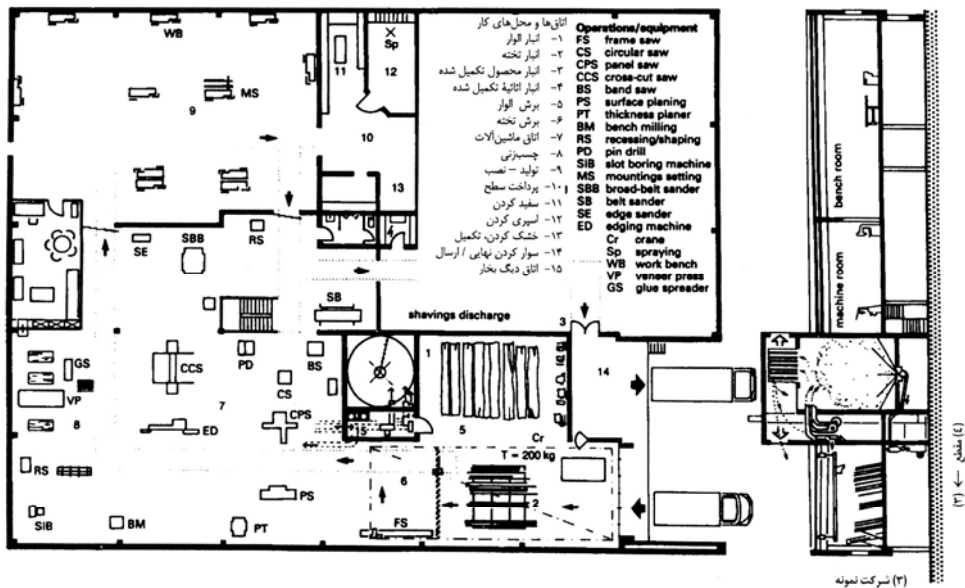 اتاق‌ها و محل‌های کار
۱- انبار الوار
۲- انبار تخته
۳- انبار محصول تکمیل شده
۴- انبار اثاثیهٔ تکمیل شده
۵- برش الوار
۶- برش تخته
۷- اتاق ماشین‌آلات
۸- چسب‌زنی
۹- تولید – نصب
۱۰- پرداخت سطح
۱۱- سفید کردن
۱۲- اسپری کردن
۱۳- خشک کردن، تکمیل
۱۴- سوار کردن نهایی / ارسال
۱۵- اتاق دیگ بخار
Operations/equipment
FS frame saw
CS circular saw
CPS panel saw
CCS cross-cut saw
BS band saw
PS surface planing
PT thickness planer
BM bench milling
RS recessing/shaping
PD pin drill
SIB slot boring machine
MS mountings setting
SBB broad-belt sander
SB belt sander
SE edge sander
ED edging machine
Cr crane
Sp spraying
WB work bench
VP veneer press
GS glue spreader
WB
Sp
11
12
MS
9
10
13
SBB
RS
SE
4
SB
shavings discharge
3
GS
CCS
PD
BS
1
14
VP
CS
7
CPS
8
ED
15
5
Cr
T = 200 kg
RS
6
2
PS
SIB
BM
PT
FS
bench room
machine room
(۴) مقطع ← (۳)
(۳) شرکت نمونه